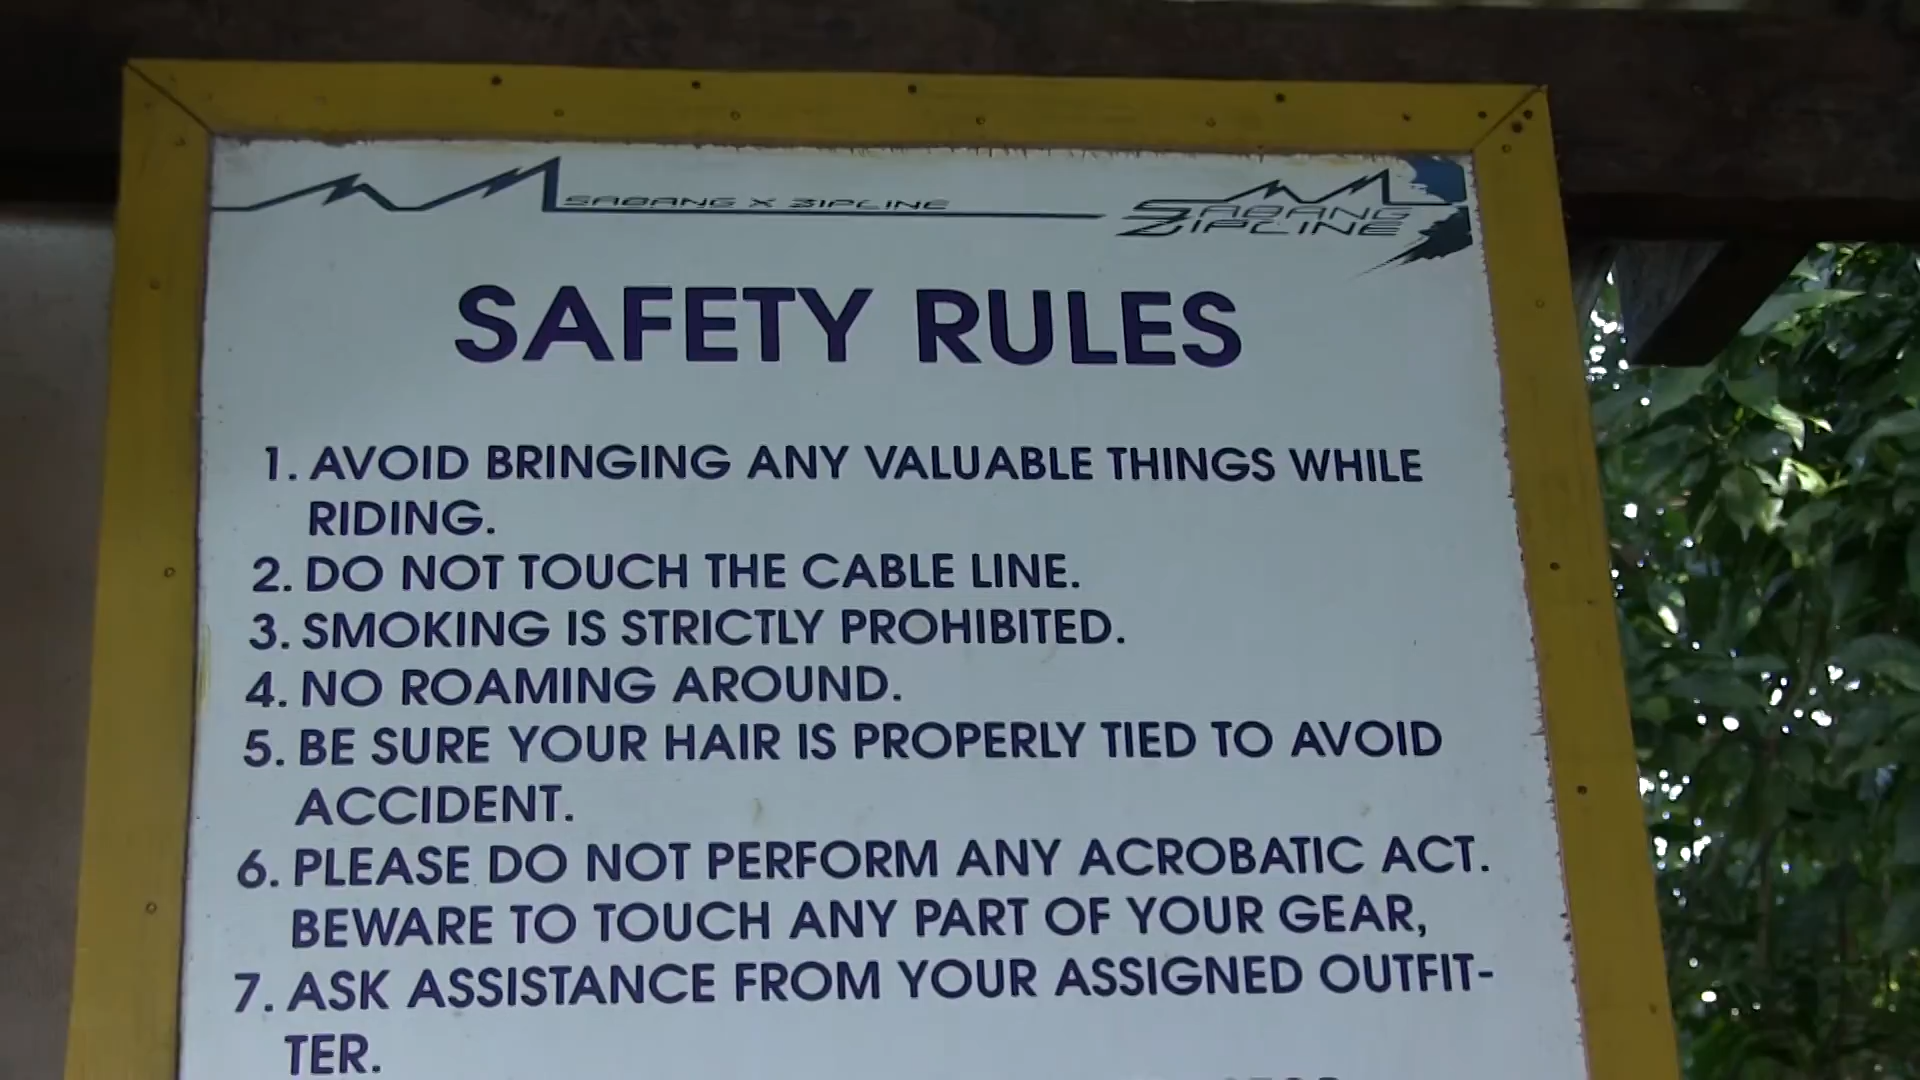 SABANG X ZIPLINE
SABANG
ZIPLINE
SAFETY RULES
1. AVOID BRINGING ANY VALUABLE THINGS WHILE
RIDING.
2. DO NOT TOUCH THE CABLE LINE.
3. SMOKING IS STRICTLY PROHIBITED.
4. NO ROAMING AROUND.
5. BE SURE YOUR HAIR IS PROPERLY TIED TO AVOID
ACCIDENT.
6. PLEASE DO NOT PERFORM ANY ACROBATIC ACT.
BEWARE TO TOUCH ANY PART OF YOUR GEAR,
7. ASK ASSISTANCE FROM YOUR ASSIGNED OUTFIT-
TER.